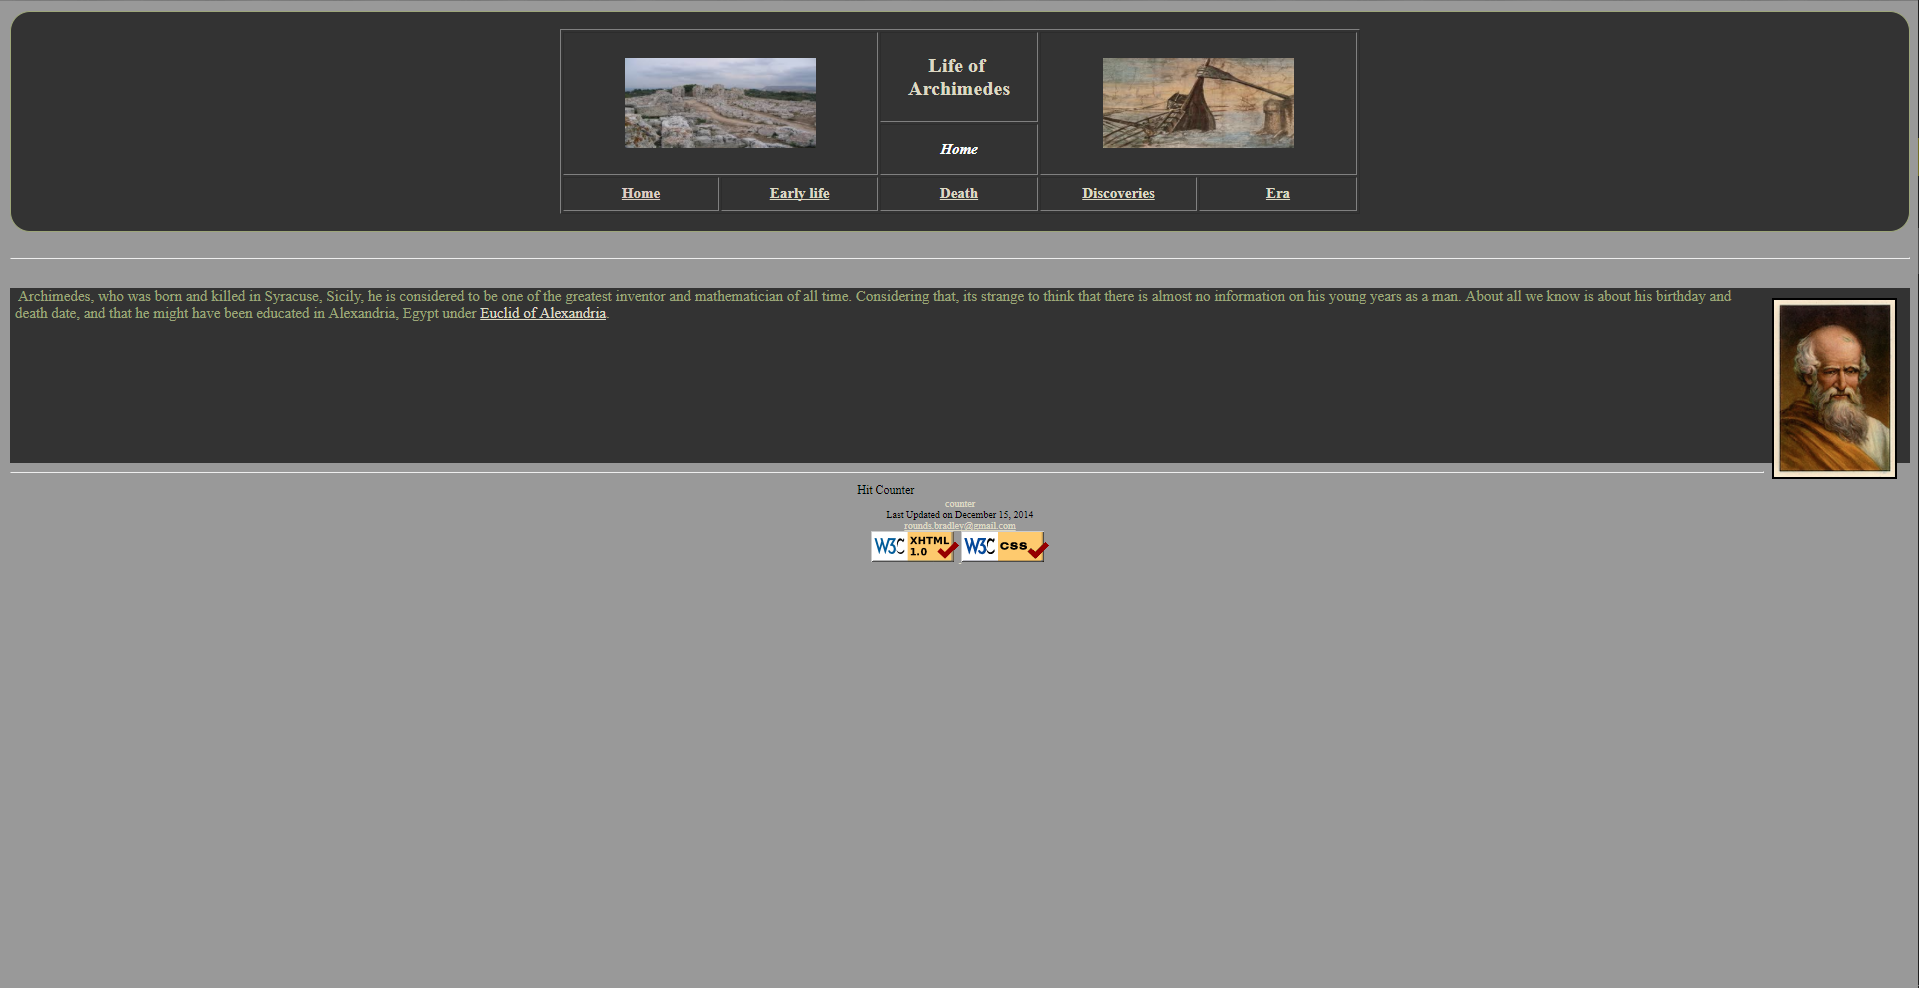 Life of
Archimedes
Home
Home Early life Death Discoveries Era
Archimedes, who was born and killed in Syracuse, Sicily, he is considered to be one of the greatest inventor and mathematician of all time. Considering that, its strange to think that there is almost no information on his young years as a man. About all we know is about his birthday and
death date, and that he might have been educated in Alexandria, Egypt under Euclid of Alexandria.
Hit Counter
counter
Last Updated on December 15, 2014
rounds.bradley@gmail.com
W3C XHTML 1.0 W3C css